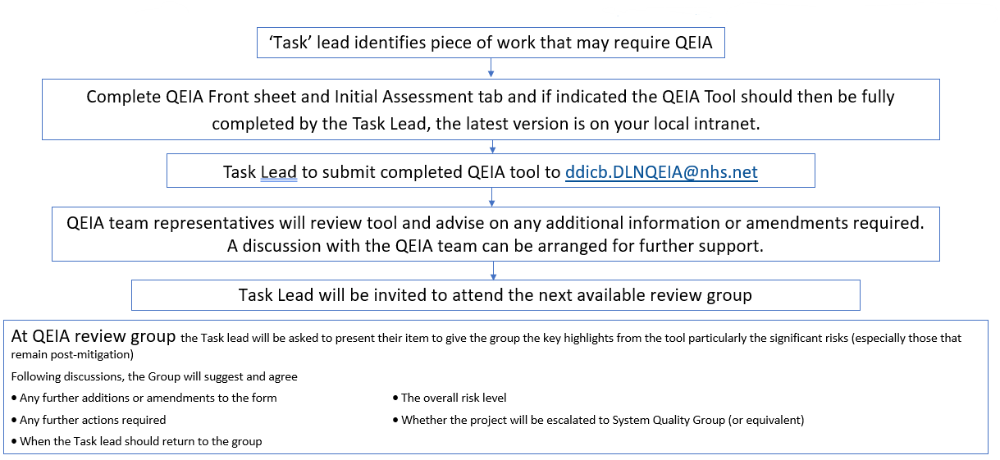 ‘Task’ lead identifies piece of work that may require QEIA
Complete QEIA Front sheet and Initial Assessment tab and if indicated the QEIA Tool should then be fully
completed by the Task Lead, the latest version is on your local intranet.
Task Lead to submit completed QEIA tool to ddicb.DLNQEIA@nhs.net
QEIA team representatives will review tool and advise on any additional information or amendments required.
A discussion with the QEIA team can be arranged for further support.
Task Lead will be invited to attend the next available review group
At QEIA review group the Task lead will be asked to present their item to give the group the key highlights from the tool particularly the significant risks (especially those that
remain post-mitigation)
Following discussions, the Group will suggest and agree
• Any further additions or amendments to the form
• Any further actions required
• When the Task lead should return to the group
• The overall risk level
• Whether the project will be escalated to System Quality Group (or equivalent)